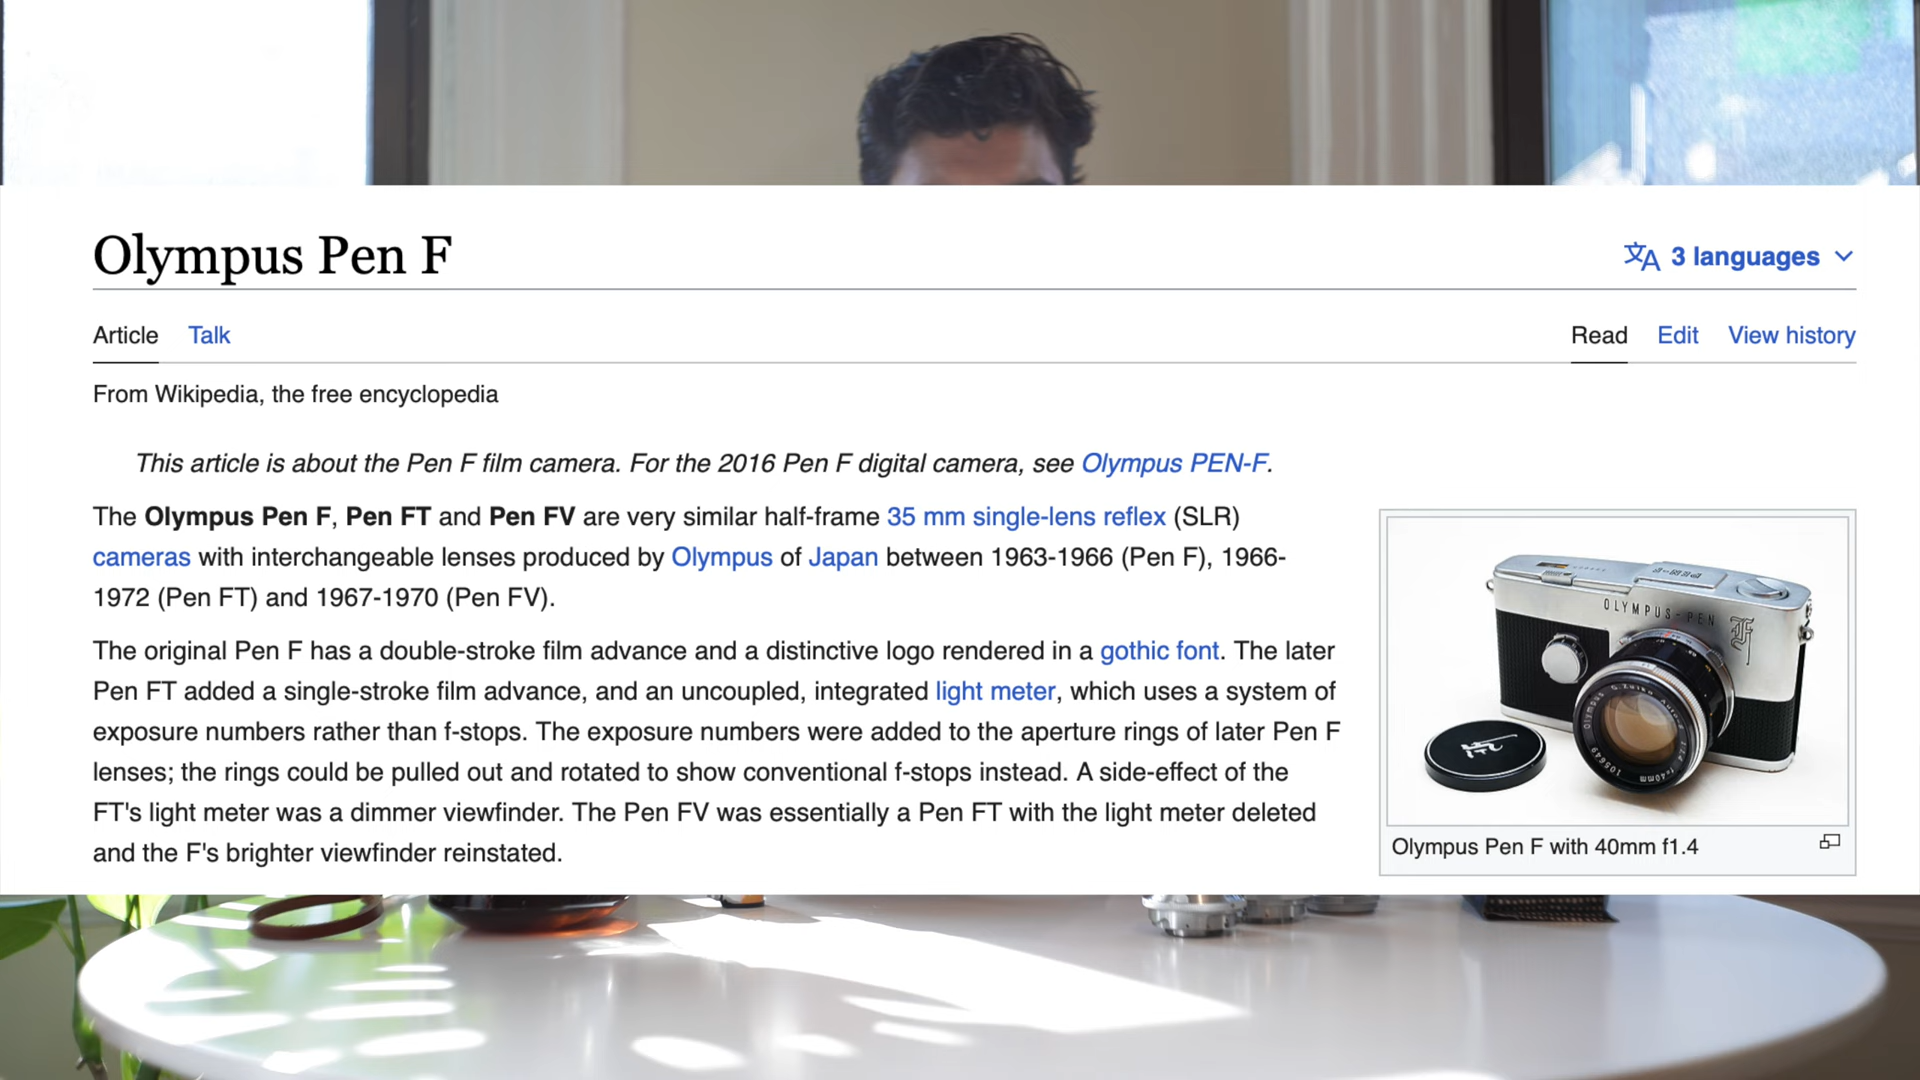 Olympus Pen F
3 languages
Article Talk
Read Edit View history
From Wikipedia, the free encyclopedia
This article is about the Pen F film camera. For the 2016 Pen F digital camera, see Olympus PEN-F.
The Olympus Pen F, Pen FT and Pen FV are very similar half-frame 35 mm single-lens reflex (SLR)
cameras with interchangeable lenses produced by Olympus of Japan between 1963-1966 (Pen F), 1966-
1972 (Pen FT) and 1967-1970 (Pen FV).
The original Pen F has a double-stroke film advance and a distinctive logo rendered in a gothic font. The later
Pen FT added a single-stroke film advance, and an uncoupled, integrated light meter, which uses a system of
exposure numbers rather than f-stops. The exposure numbers were added to the aperture rings of later Pen F
lenses; the rings could be pulled out and rotated to show conventional f-stops instead. A side-effect of the
FT's light meter was a dimmer viewfinder. The Pen FV was essentially a Pen FT with the light meter deleted
and the F's brighter viewfinder reinstated.
OLYMPUS-PEN
F
Olympus Pen F with 40mm f1.4